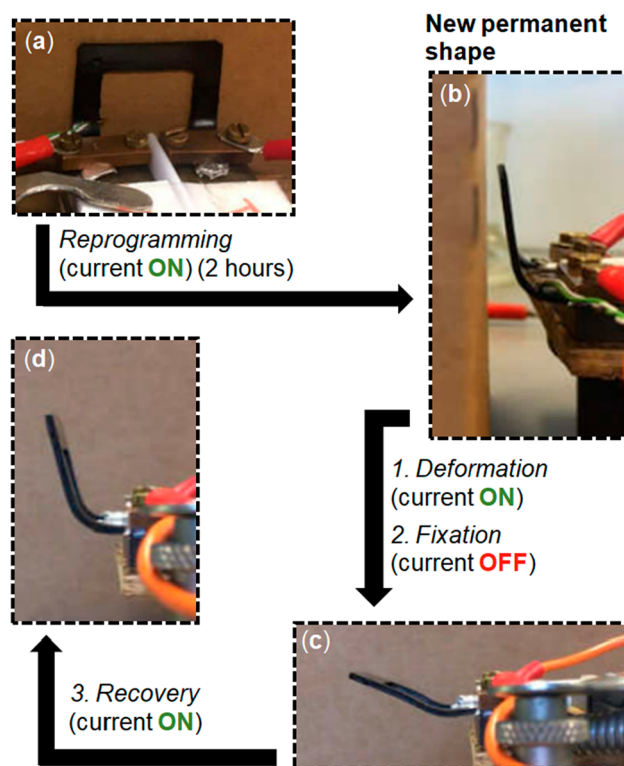 (a)
New permanent
shape
(b)
Reprogramming
(current ON) (2 hours)
(d)
1. Deformation
(current ON)
2. Fixation
(current OFF)
(c)
3. Recovery
(current ON)